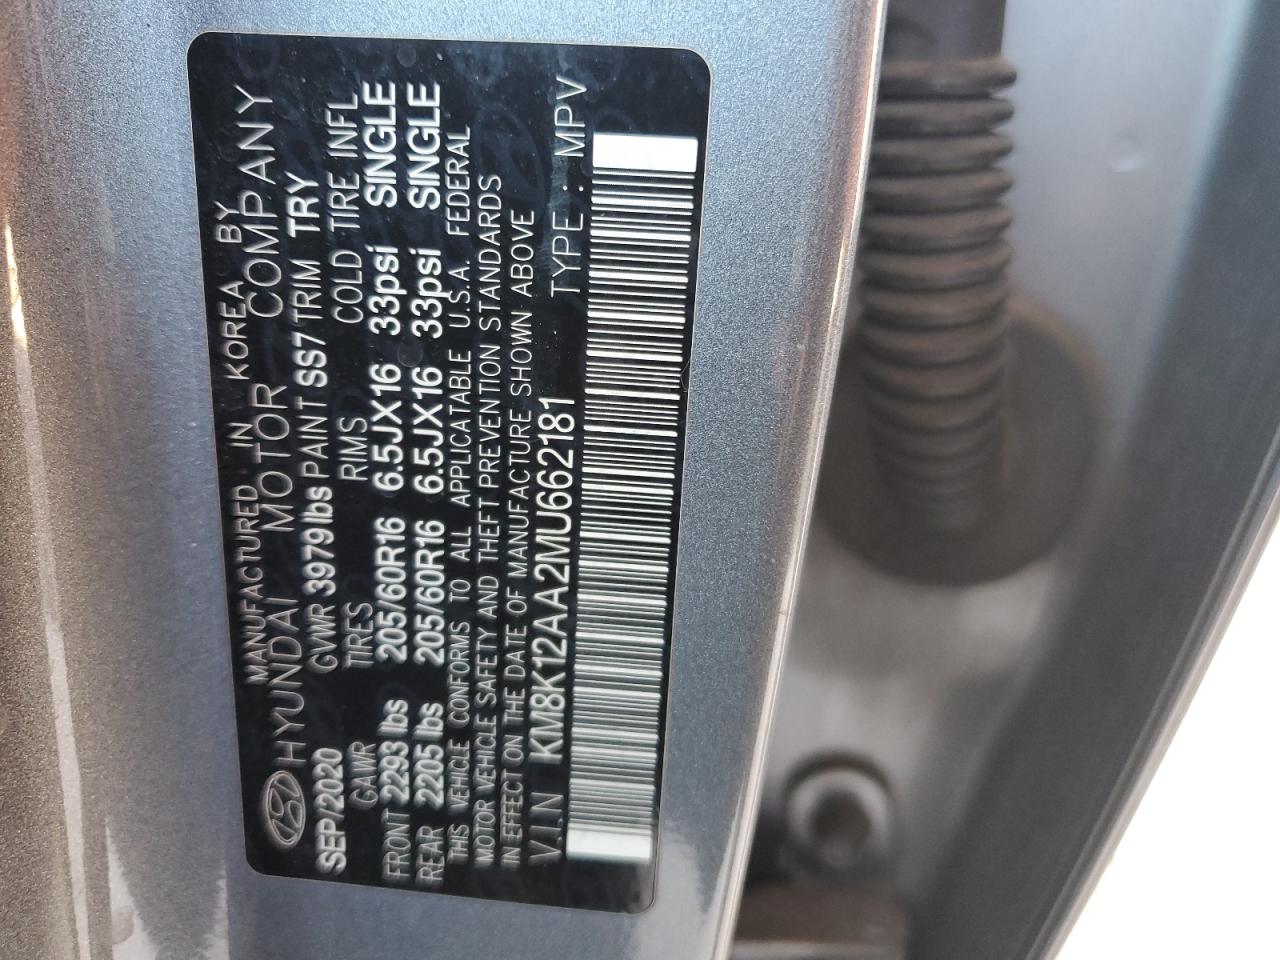 MANUFACTURED IN KOREA BY
HYUNDAI MOTOR COMPANY
SEP/2020 GVWR 3979lbs PAINT SS7 TRIM TRY
GAWR TIRES RIMS COLD TIRE INFL
FRONT 2293 lbs 205/60R16 6.5JX16 33psi SINGLE
REAR 2205 lbs 205/60R16 6.5JX16 33psi SINGLE
THIS VEHICLE CONFORMS TO ALL APPLICATABLE U.S.A. FEDERAL
MOTOR VEHICLE SAFETY AND THEFT PREVENTION STANDARDS
IN EFFECT ON THE DATE OF MANUFACTURE SHOWN ABOVE
V.I.N KM8K12AA2MU662181 TYPE : MPV